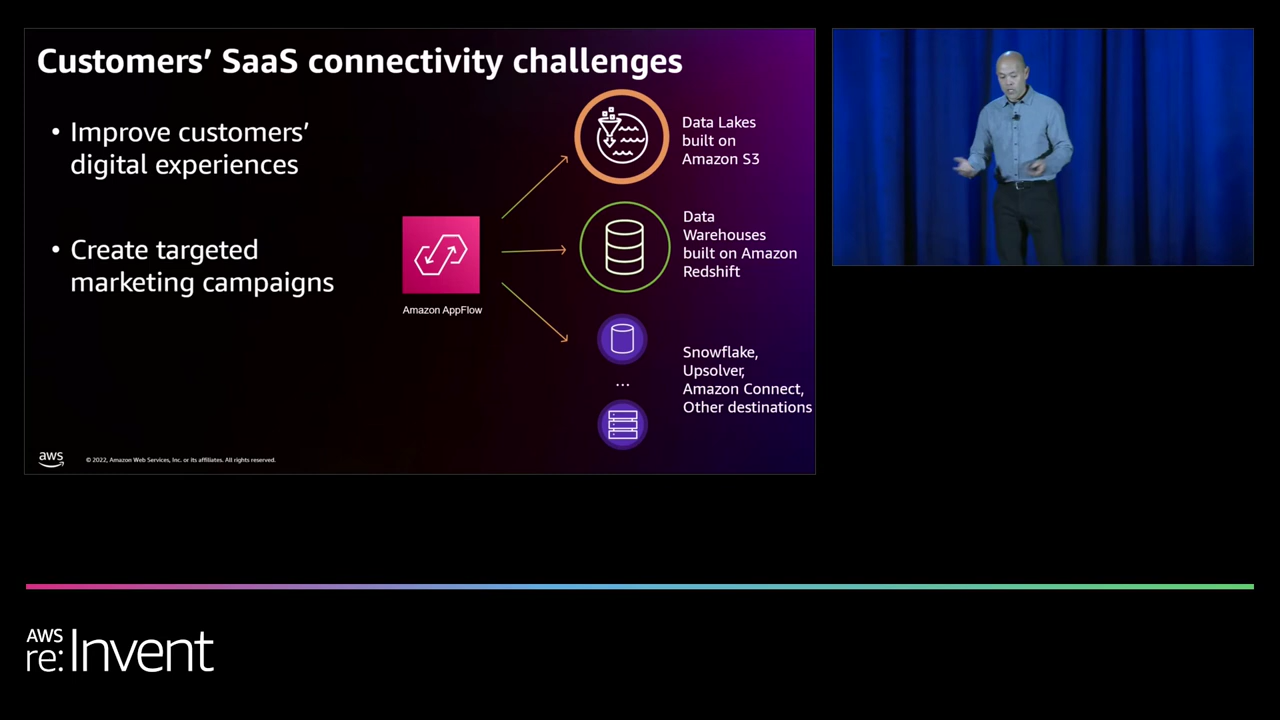 Customers’ SaaS connectivity challenges
• Improve customers’
digital experiences
• Create targeted
marketing campaigns
Amazon AppFlow
Data Lakes
built on
Amazon S3
Data
Warehouses
built on Amazon
Redshift
Snowflake,
Upsolver,
Amazon Connect,
Other destinations
...
aws
© 2022, Amazon Web Services, Inc. or its affiliates. All rights reserved.
AWS
re:Invent